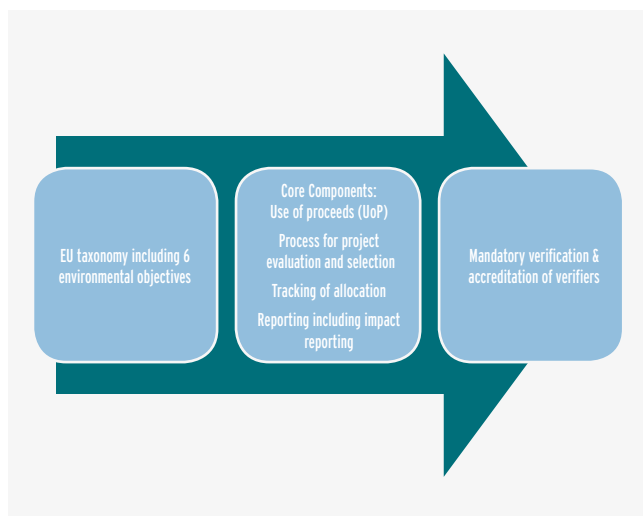 EU taxonomy including 6
environmental objectives
Core Components:
Use of proceeds (UoP)
Process for project
evaluation and selection
Tracking of allocation
Reporting including impact
reporting
Mandatory verification &
accreditation of verifiers